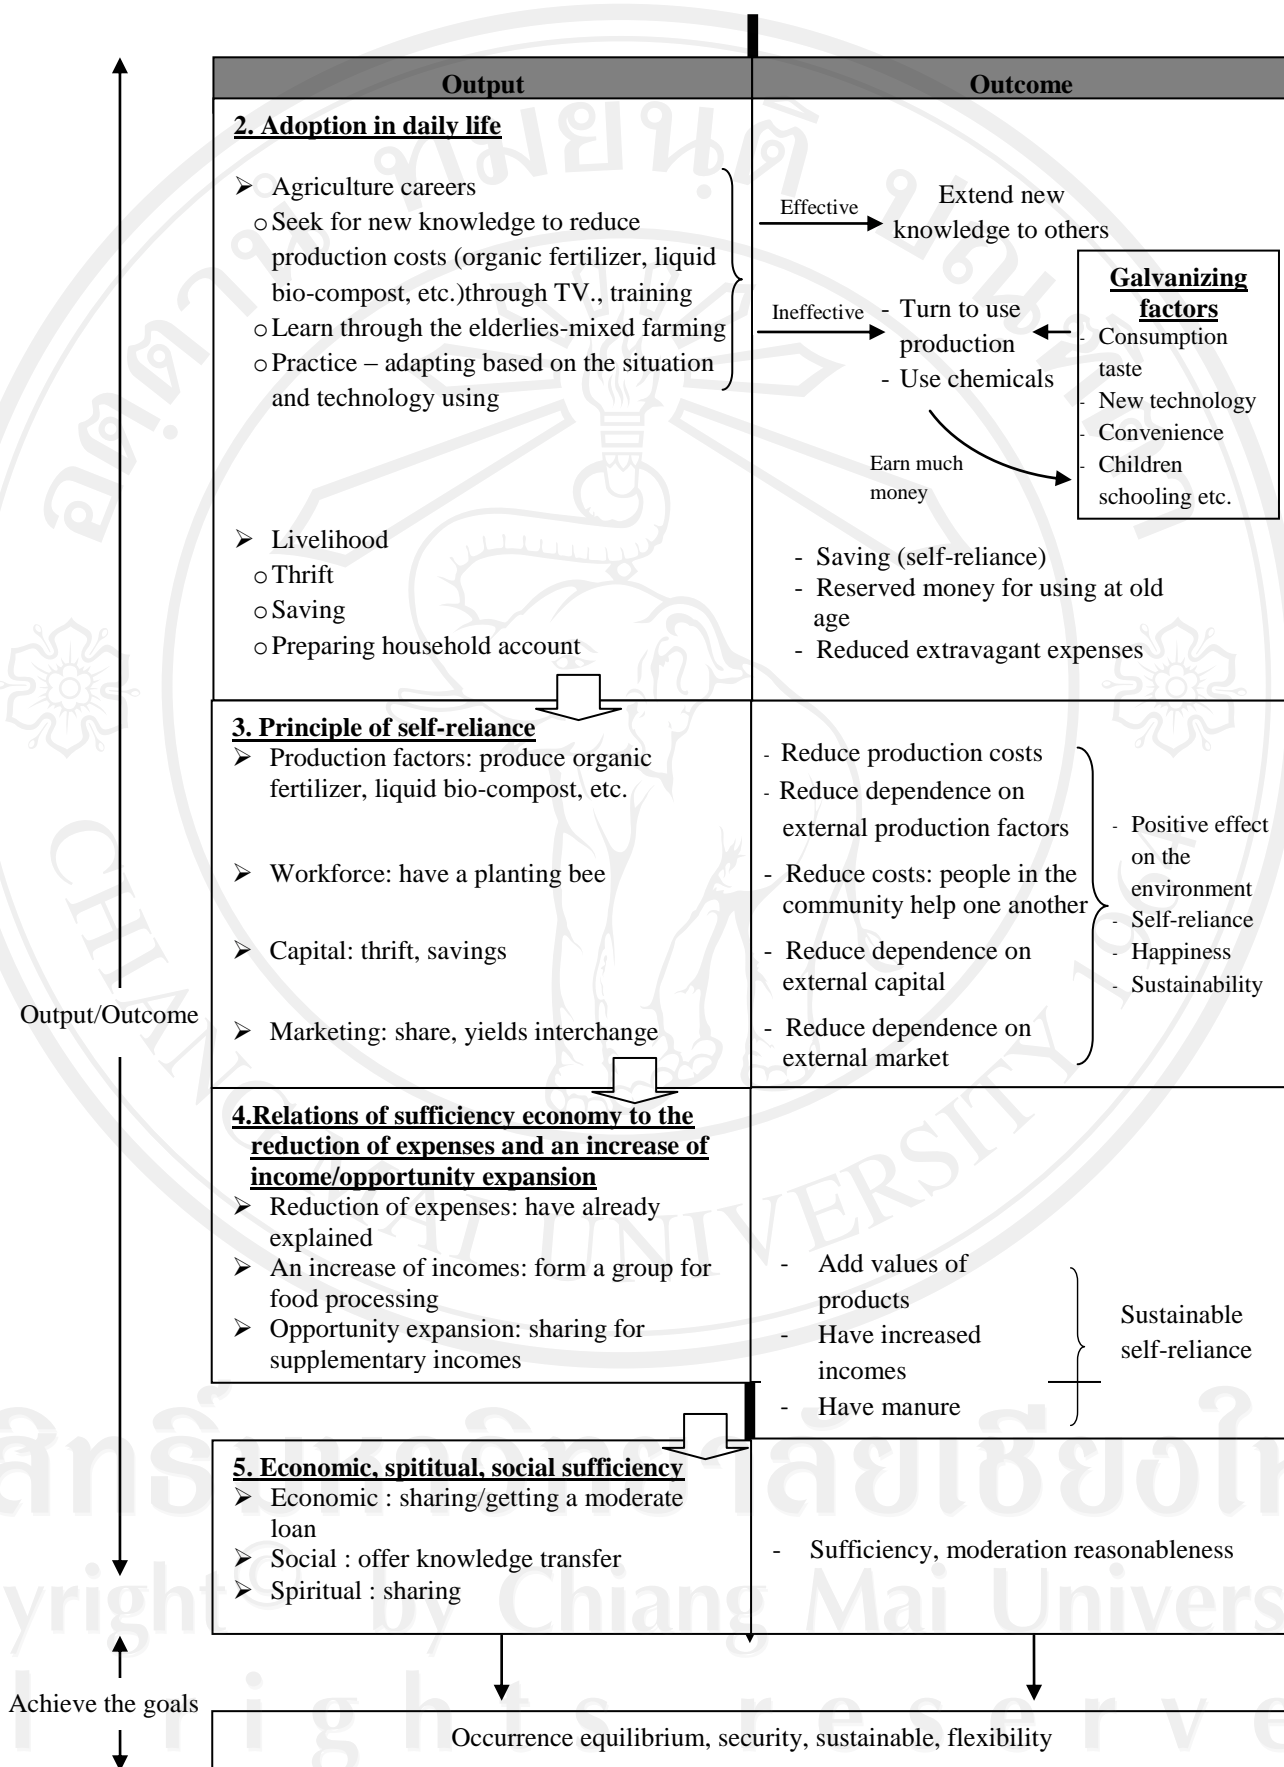 Output
Outcome
2. Adoption in daily life
➢ Agriculture careers
o Seek for new knowledge to reduce
production costs (organic fertilizer, liquid
bio-compost, etc.)through TV., training
o Learn through the elderlies-mixed farming
o Practice – adapting based on the situation
and technology using
Effective
Extend new
knowledge to others
Ineffective
- Turn to use
production
- Use chemicals
Galvanizing
factors
- Consumption
taste
- New technology
- Convenience
- Children
schooling etc.
Earn much
money
➢ Livelihood
o Thrift
o Saving
o Preparing household account
- Saving (self-reliance)
- Reserved money for using at old
age
- Reduced extravagant expenses
3. Principle of self-reliance
➢ Production factors: produce organic
fertilizer, liquid bio-compost, etc.
➢ Workforce: have a planting bee
➢ Capital: thrift, savings
➢ Marketing: share, yields interchange
- Reduce production costs
- Reduce dependence on
external production factors
- Reduce costs: people in the
community help one another
- Reduce dependence on
external capital
- Reduce dependence on
external market
- Positive effect
on the
environment
- Self-reliance
- Happiness
- Sustainability
Output/Outcome
4.Relations of sufficiency economy to the
reduction of expenses and an increase of
income/opportunity expansion
➢ Reduction of expenses: have already
explained
➢ An increase of incomes: form a group for
food processing
➢ Opportunity expansion: sharing for
supplementary incomes
- Add values of
products
- Have increased
incomes
- Have manure
Sustainable
self-reliance
5. Economic, spititual, social sufficiency
➢ Economic : sharing/getting a moderate
loan
➢ Social : offer knowledge transfer
➢ Spiritual : sharing
- Sufficiency, moderation reasonableness
Achieve the goals
Occurrence equilibrium, security, sustainable, flexibility
CHIANG MAI UNIVERSITY 1964
by Chiang Mai
rights